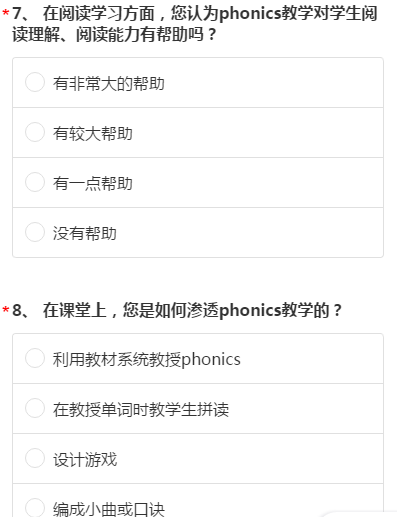 *7、 在阅读学习方面，您认为phonics教学对学生阅
读理解、阅读能力有帮助吗？
有非常大的帮助
有较大帮助
有一点帮助
没有帮助
*8、 在课堂上，您是如何渗透phonics教学的？
利用教材系统教授phonics
在教授单词时教学生拼读
设计游戏
编成小曲或口诀